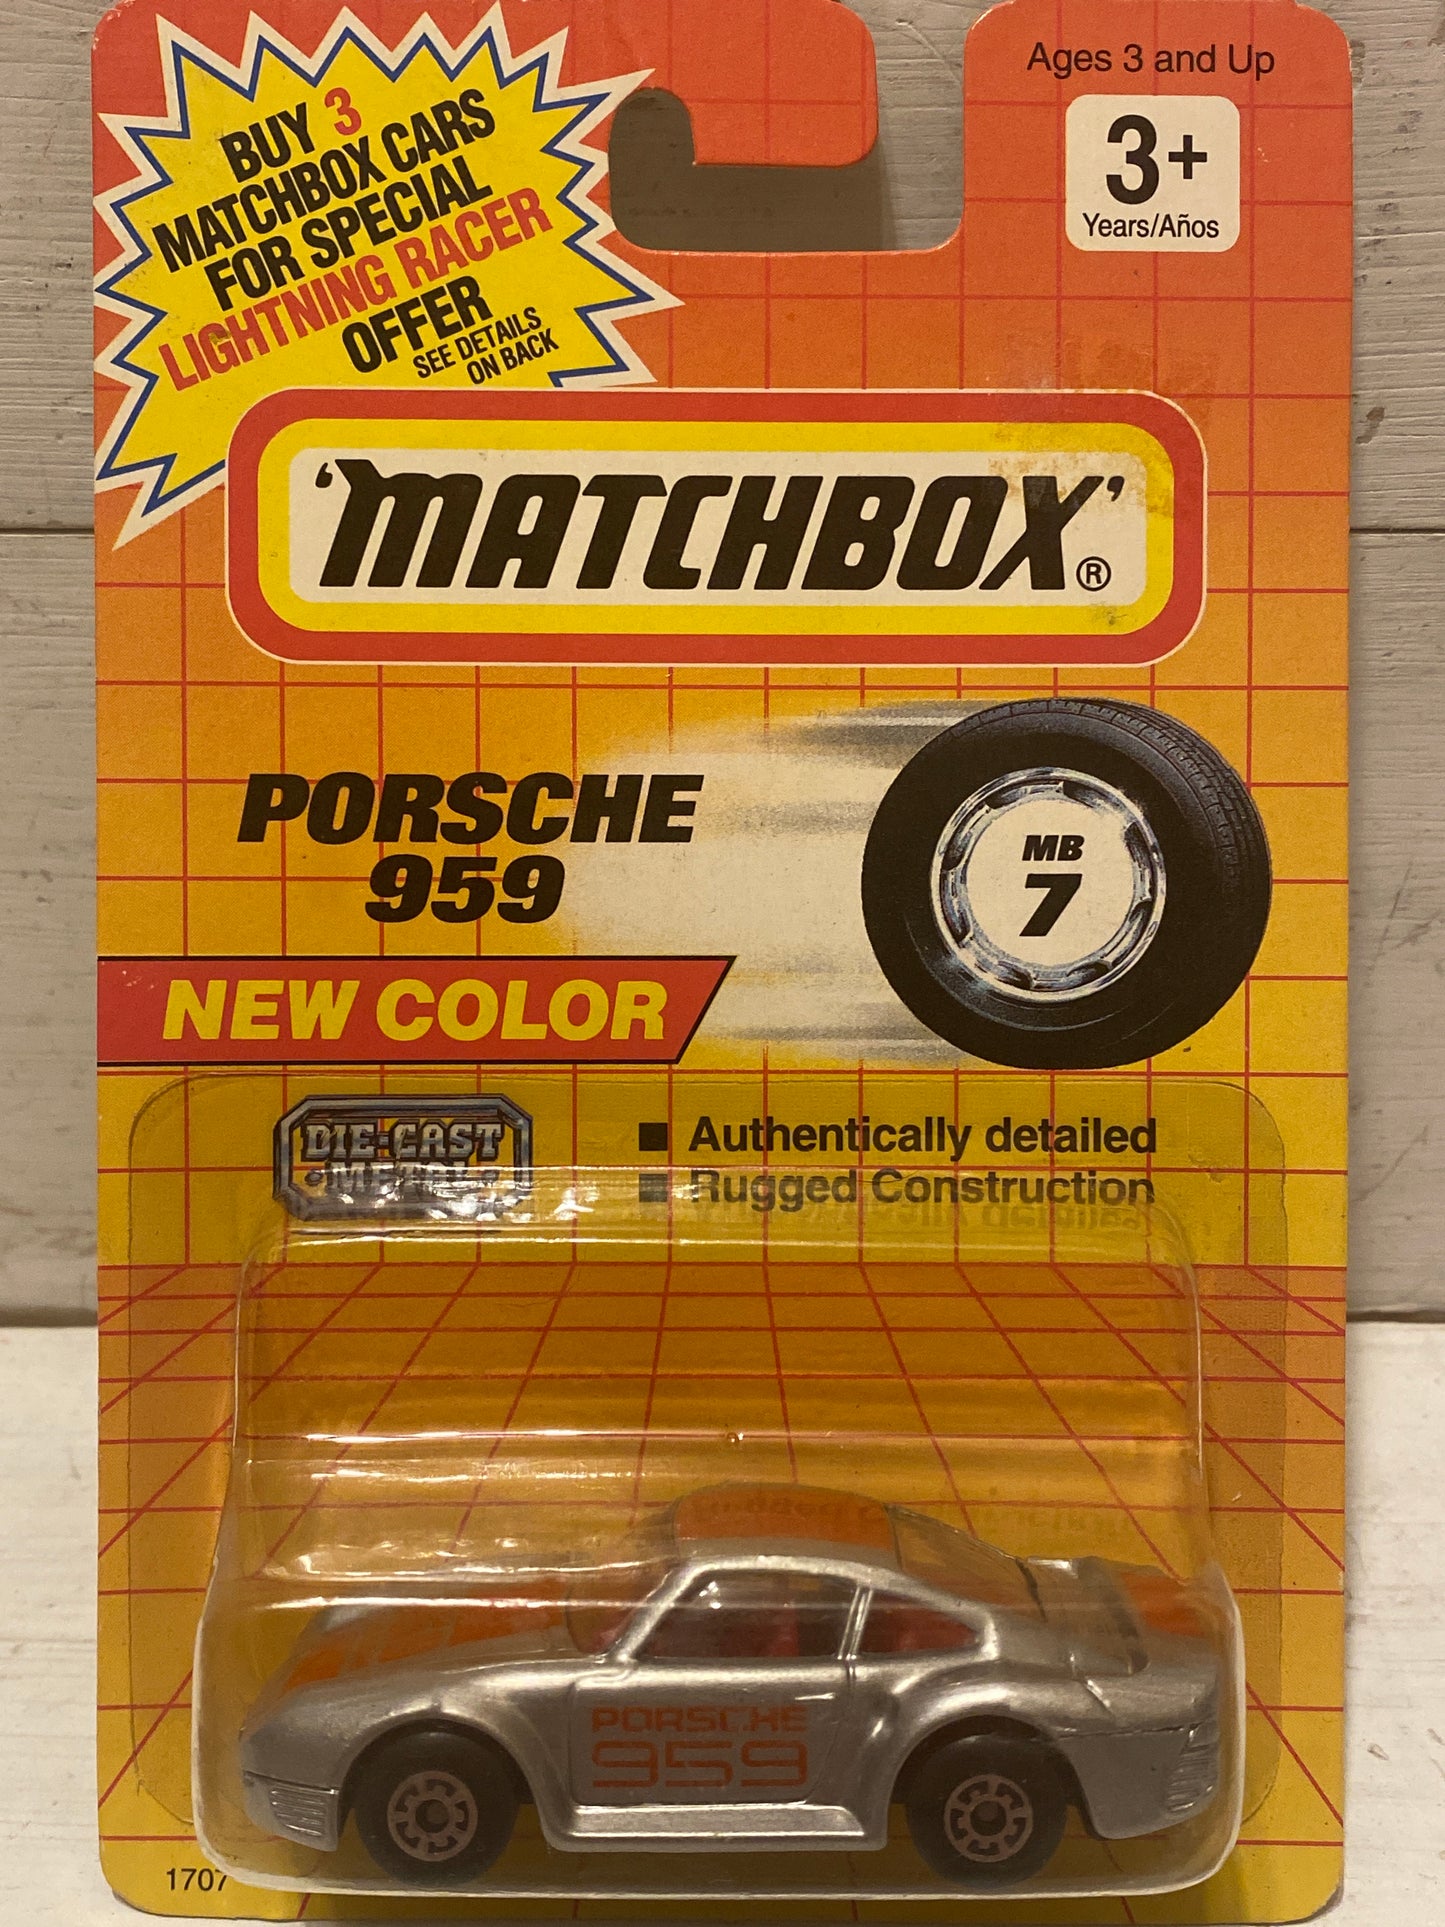 Ages 3 and Up
3+
Years/Años
BUY 3
MATCHBOX CARS
FOR SPECIAL
LIGHTNING RACER
OFFER
SEE DETAILS
ON BACK
'MATCHBOX'®
PORSCHE
959
MB
7
NEW COLOR
DIE-CAST
METAL
■ Authentically detailed
■ Rugged Construction
PORSCHE
959
1707